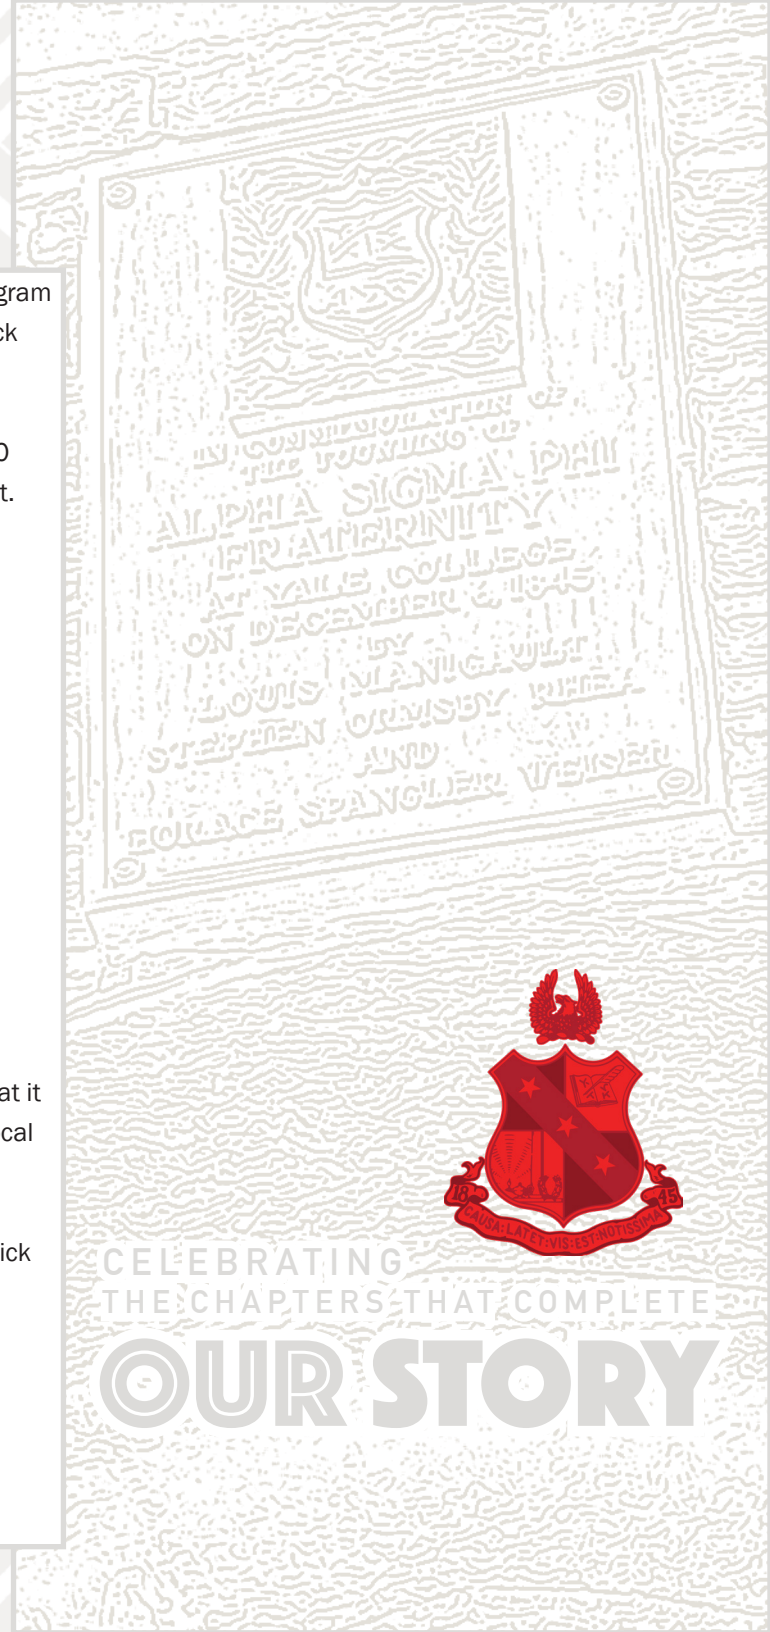 gram
ck
0
t.
at it
cal
ick
IN COMMEMORATION OF
THE FOUNDING OF
ALPHA SIGMA PHI
FRATERNITY
AT YALE COLLEGE
ON DECEMBER 6, 1845
BY
LOUIS MANIGAULT
STEPHEN ORMSBY RHEA
AND
HORACE SPANGLER WEISER
18
45
CAUSA:LATET:VIS:EST:NOTISSIMA
CELEBRATING
THE CHAPTERS THAT COMPLETE
OUR STORY